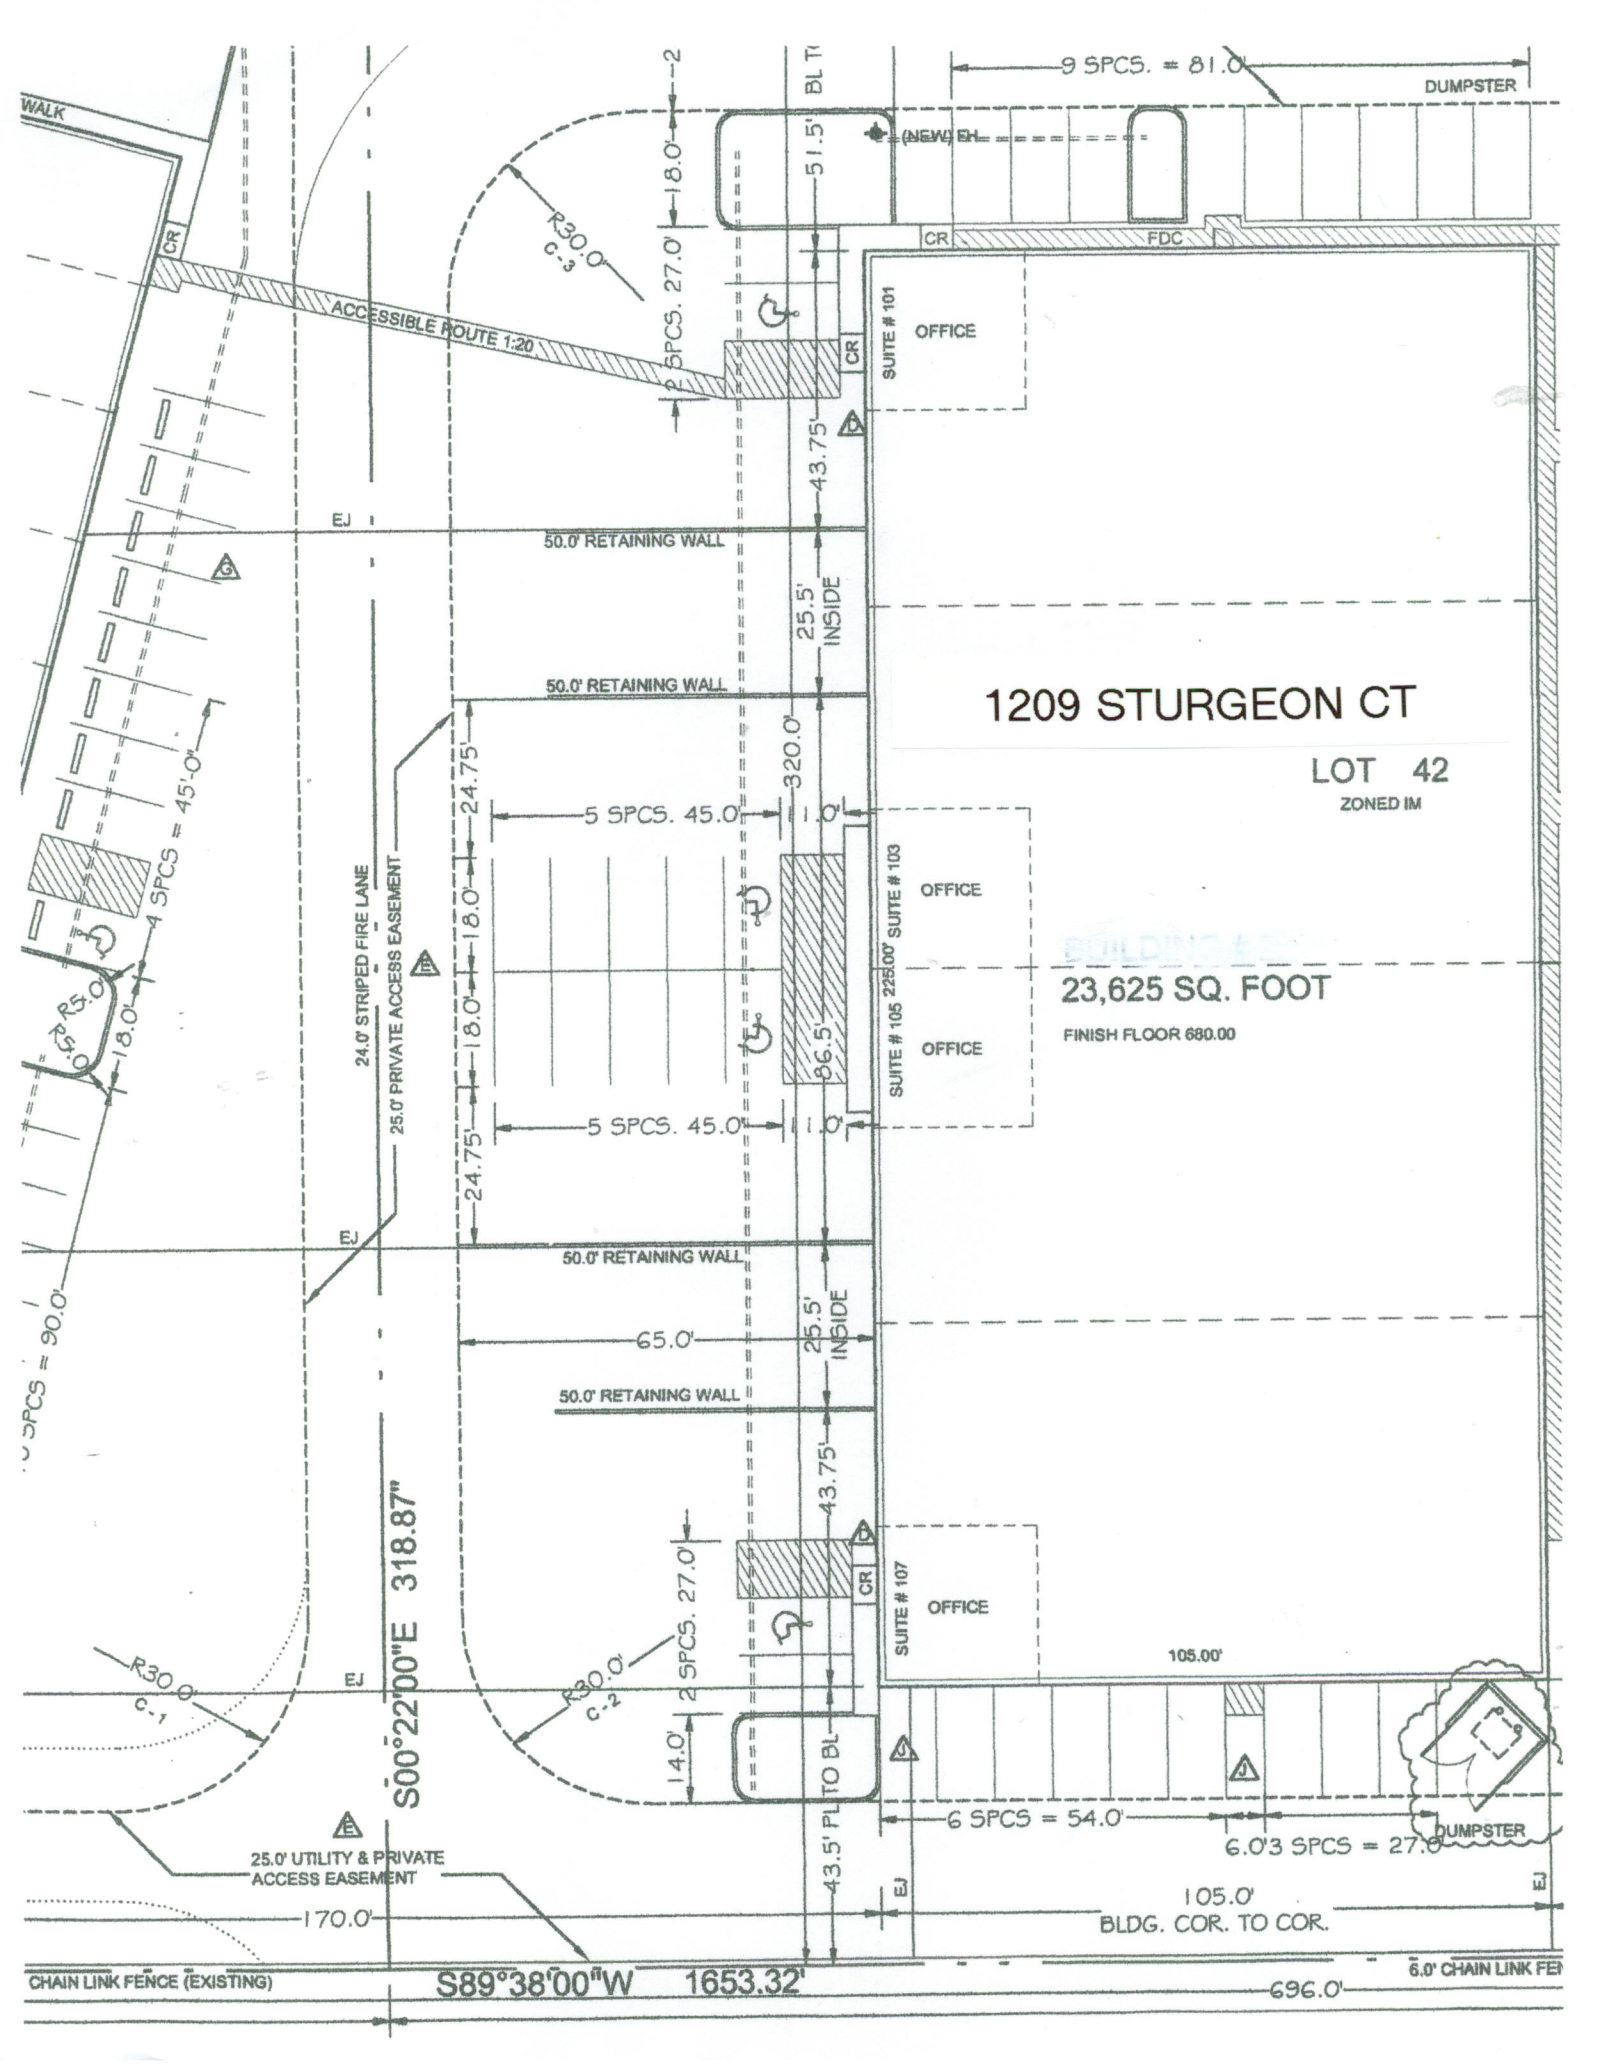 9 SPCS. = 81.0'
DUMPSTER
2
BL TO
WALK
18.0'
51.5'
(NEW) FH
CR
R30.0'
C-3
2 SPCS. 27.0'
CR
FDC
ACCESSIBLE ROUTE 1:20
CR
SUITE # 101
OFFICE
D
43.75'
EJ
50.0' RETAINING WALL
G
25.5'
INSIDE
50.0' RETAINING WALL
1209 STURGEON CT
LOT 42
ZONED IM
24.75'
320.0'
4 SPCS = 45'-0"
5 SPCS. 45.0'
11.0'
24.0' STRIPED FIRE LANE
25.0' PRIVATE ACCESS EASEMENT
18.0'
SUITE # 103
OFFICE
E
225.00'
23,625 SQ. FOOT
FINISH FLOOR 680.00
R5.0'
R5.0'
18.0'
18.0'
86.5'
SUITE # 105
OFFICE
5 SPCS. 45.0'
11.0'
24.75'
EJ
50.0' RETAINING WALL
SPCS = 90.0'
65.0'
25.5'
INSIDE
50.0' RETAINING WALL
43.75'
S00°22'00"E 318.87"
D
CR
2 SPCS. 27.0'
SUITE # 107
OFFICE
105.00'
R30.0'
C-1
EJ
R30.0'
C-2
14.0'
43.5' PL TO BL
J
J
6 SPCS = 54.0'
6.0'
3 SPCS = 27.0'
DUMPSTER
E
25.0' UTILITY & PRIVATE
ACCESS EASEMENT
170.0'
EJ
105.0'
BLDG. COR. TO COR.
EJ
CHAIN LINK FENCE (EXISTING)
S89°38'00"W 1653.32'
6.0' CHAIN LINK FEN
696.0'